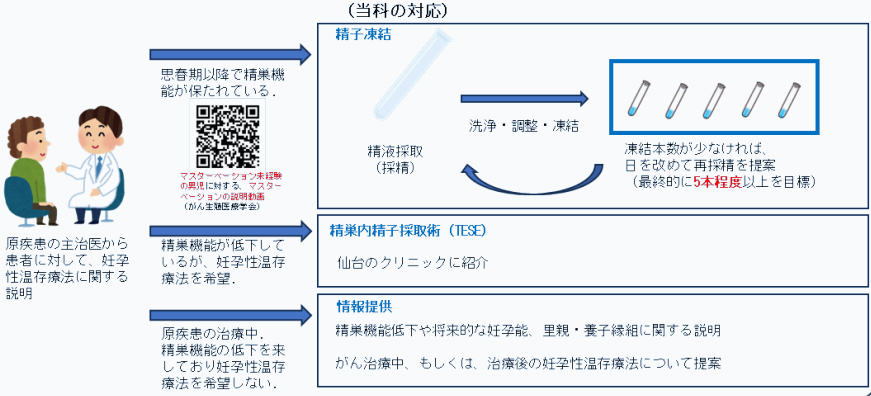 （当科の対応）
原疾患の主治医から
患者に対して、妊孕
性温存療法に関する
説明
思春期以降で精巣機
能が保たれている．
マスターベーション未経験
の男児に対する、マスター
ベーションの説明動画
（がん生殖医療学会）
精子凍結
精液採取
（採精）
洗浄・調整・凍結
凍結本数が少なければ、
日を改めて再採精を提案
（最終的に5本程度以上を目標）
精巣機能が低下して
いるが、妊孕性温存
療法を希望．
精巣内精子採取術（TESE）
仙台のクリニックに紹介
原疾患の治療中．
精巣機能の低下を来
しており妊孕性温存
療法を希望しない．
情報提供
精巣機能低下や将来的な妊孕能、里親・養子縁組に関する説明
がん治療中、もしくは、治療後の妊孕性温存療法について提案